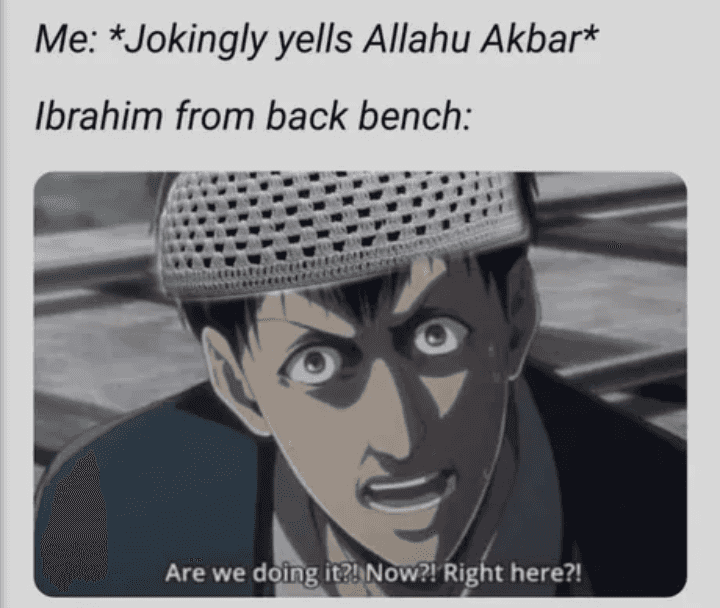 Me: *Jokingly yells Allahu Akbar*
Ibrahim from back bench:
Are we doing it?! Now?! Right here?!